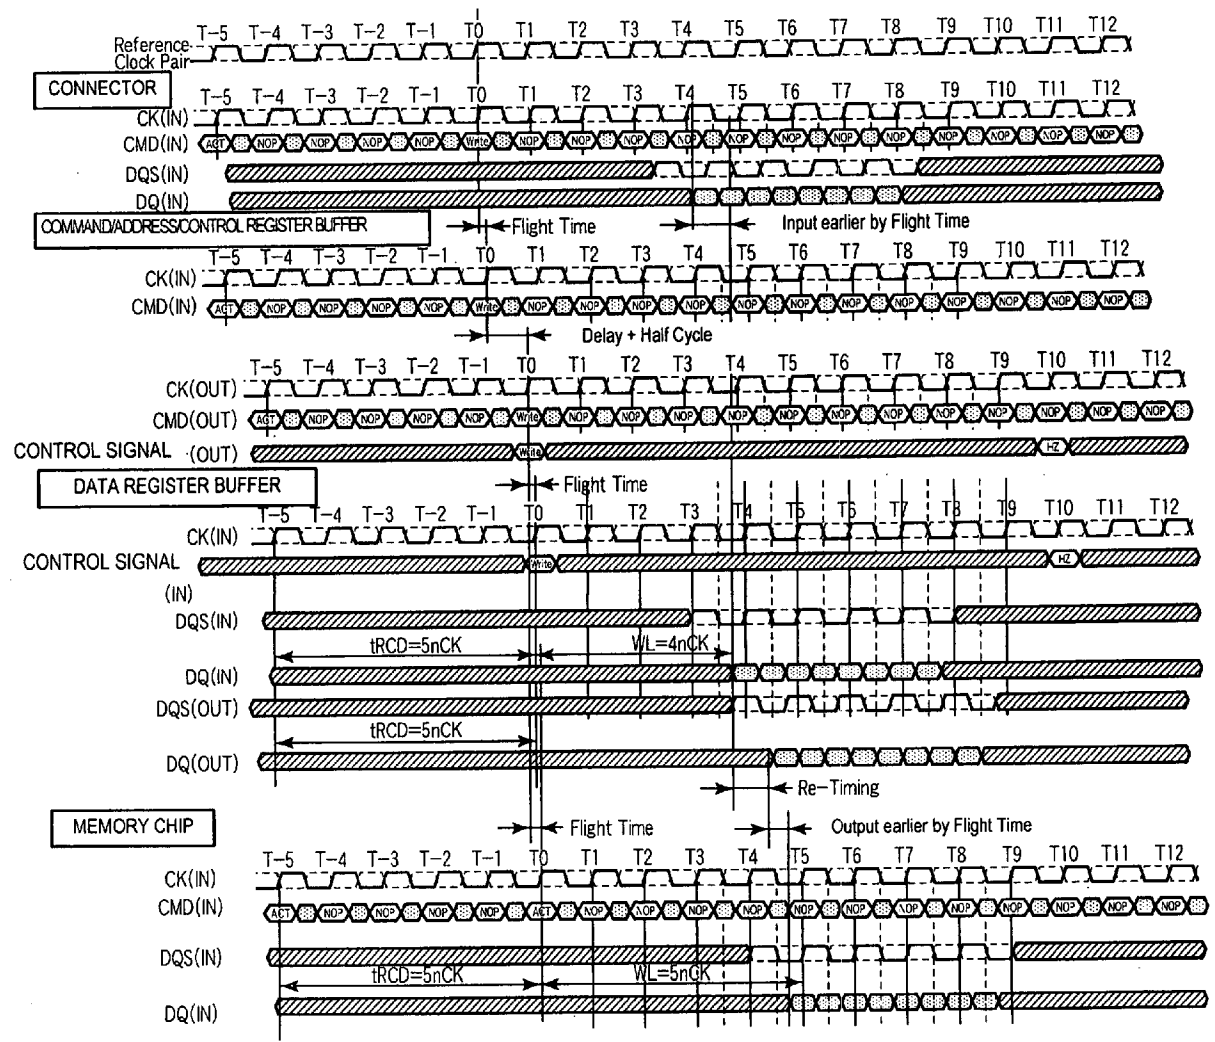 T-5 T-4 T-3 T-2 T-1 T0 T1 T2 T3 T4 T5 T6 T7 T8 T9 T10 T11 T12
Reference
Clock Pair
CONNECTOR
T-5 T-4 T-3 T-2 T-1 T0 T1 T2 T3 T4 T5 T6 T7 T8 T9 T10 T11 T12
CK(IN)
CMD(IN) ACT NOP NOP NOP NOP Write NOP NOP NOP NOP NOP NOP NOP NOP NOP NOP NOP NOP
DQS(IN)
DQ(IN)
COMMAND/ADDRESS/CONTROL REGISTER BUFFER
Flight Time
Input earlier by Flight Time
T-5 T-4 T-3 T-2 T-1 T0 T1 T2 T3 T4 T5 T6 T7 T8 T9 T10 T11 T12
CK(IN)
CMD(IN) ACT NOP NOP NOP NOP Write NOP NOP NOP NOP NOP NOP NOP NOP NOP NOP NOP NOP
Delay + Half Cycle
T-5 T-4 T-3 T-2 T-1 T0 T1 T2 T3 T4 T5 T6 T7 T8 T9 T10 T11 T12
CK(OUT)
CMD(OUT) ACT NOP NOP NOP NOP Write NOP NOP NOP NOP NOP NOP NOP NOP NOP NOP NOP NOP
CONTROL SIGNAL (OUT) Write HZ
DATA REGISTER BUFFER
Flight Time
T-5 T-4 T-3 T-2 T-1 T0 T1 T2 T3 T4 T5 T6 T7 T8 T9 T10 T11 T12
CK(IN)
CONTROL SIGNAL Write HZ
(IN)
DQS(IN)
tRCD=5nCK WL=4nCK
DQ(IN)
DQS(OUT)
tRCD=5nCK
DQ(OUT)
Re-Timing
MEMORY CHIP
Flight Time
Output earlier by Flight Time
T-5 T-4 T-3 T-2 T-1 T0 T1 T2 T3 T4 T5 T6 T7 T8 T9 T10 T11 T12
CK(IN)
CMD(IN) ACT NOP NOP NOP NOP ACT NOP NOP NOP NOP NOP NOP NOP NOP NOP NOP NOP NOP
DQS(IN)
tRCD=5nCK WL=5nCK
DQ(IN)